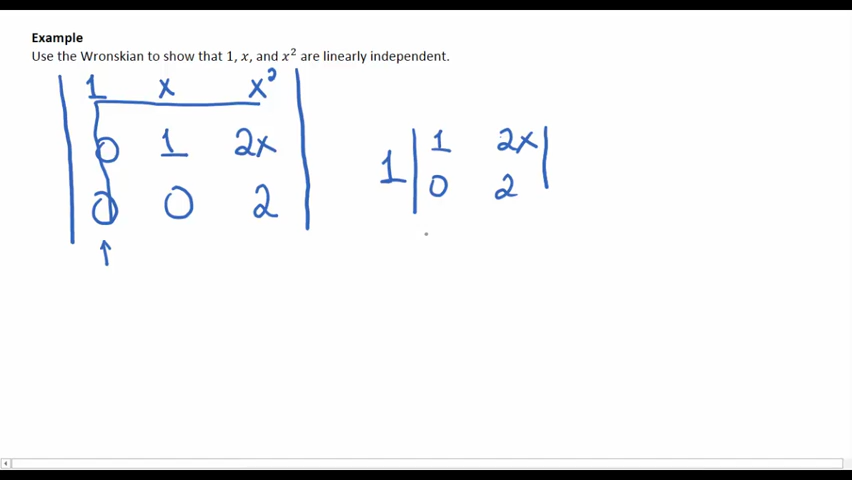 Example
Use the Wronskian to show that 1, x, and x² are linearly independent.
1 x x²
0 1 2x
0 0 2
1 | 1 2x |
| 0 2 |